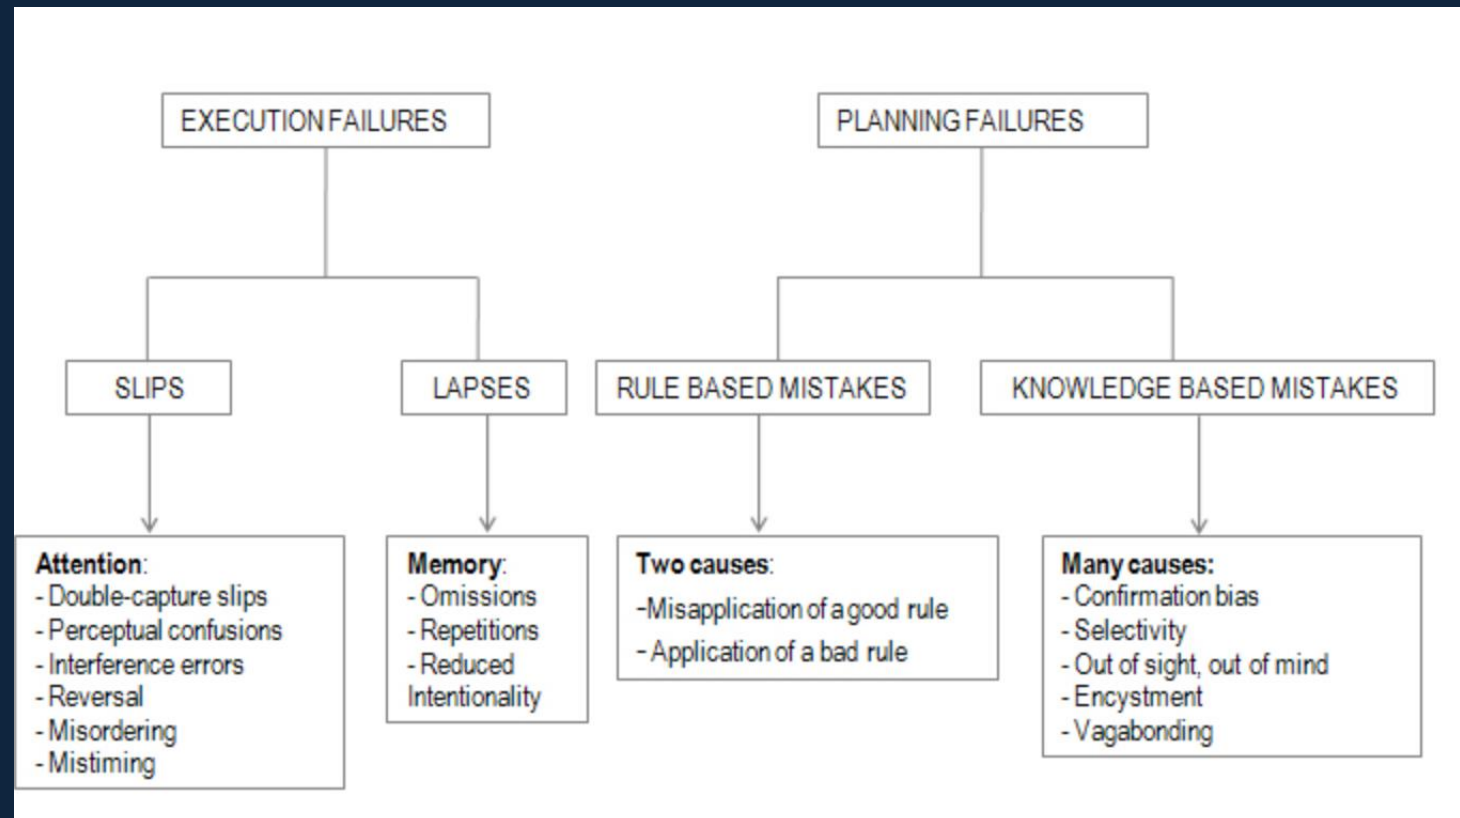 EXECUTION FAILURES
PLANNING FAILURES
SLIPS
LAPSES
RULE BASED MISTAKES
KNOWLEDGE BASED MISTAKES
Attention:
- Double-capture slips
- Perceptual confusions
- Interference errors
- Reversal
- Misordering
- Mistiming
Memory:
- Omissions
- Repetitions
- Reduced
Intentionality
Two causes:
-Misapplication of a good rule
- Application of a bad rule
Many causes:
- Confirmation bias
- Selectivity
- Out of sight, out of mind
- Encystment
- Vagabonding